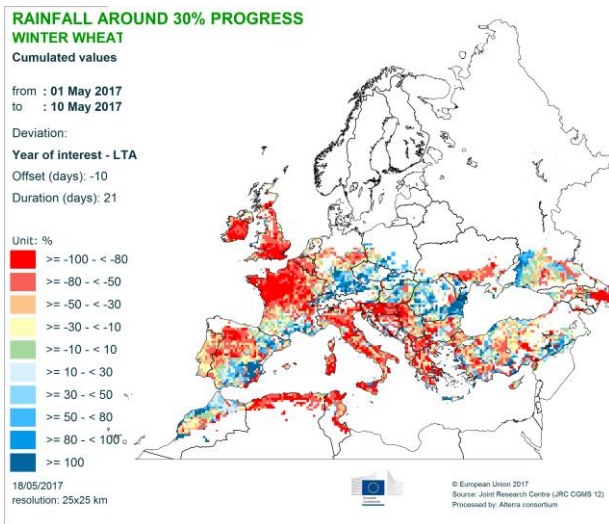 RAINFALL AROUND 30% PROGRESS
WINTER WHEAT
Cumulated values
from : 01 May 2017
to : 10 May 2017
Deviation:
Year of interest - LTA
Offset (days): -10
Duration (days): 21
Unit: %
>= -100 - < -80
>= -80 - < -50
>= -50 - < -30
>= -30 - < -10
>= -10 - < 10
>= 10 - < 30
>= 30 - < 50
>= 50 - < 80
>= 80 - < 100
>= 100
18/05/2017
resolution: 25x25 km
European
Commission
© European Union 2017
Source: Joint Research Centre (JRC CGMS 12)
Processed by: Alterra consortium